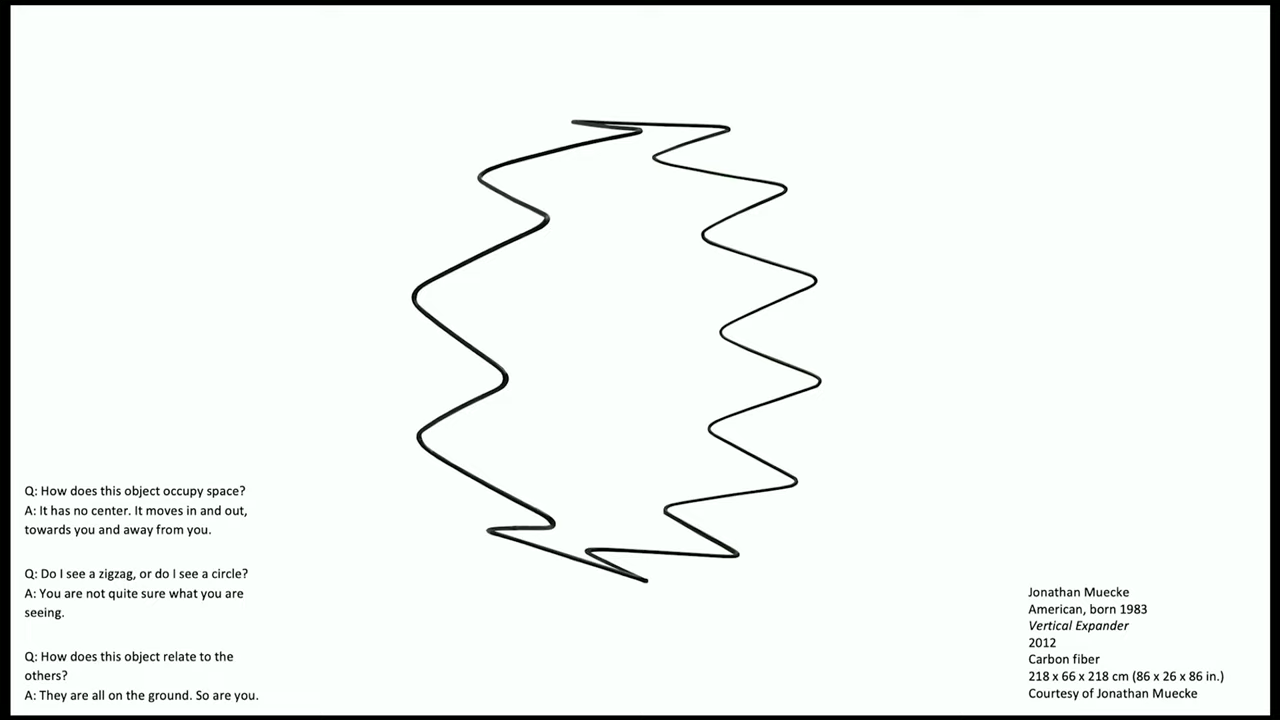 Q: How does this object occupy space?
A: It has no center. It moves in and out,
towards you and away from you.
Q: Do I see a zigzag, or do I see a circle?
A: You are not quite sure what you are
seeing.
Q: How does this object relate to the
others?
A: They are all on the ground. So are you.
Jonathan Muecke
American, born 1983
Vertical Expander
2012
Carbon fiber
218 x 66 x 218 cm (86 x 26 x 86 in.)
Courtesy of Jonathan Muecke